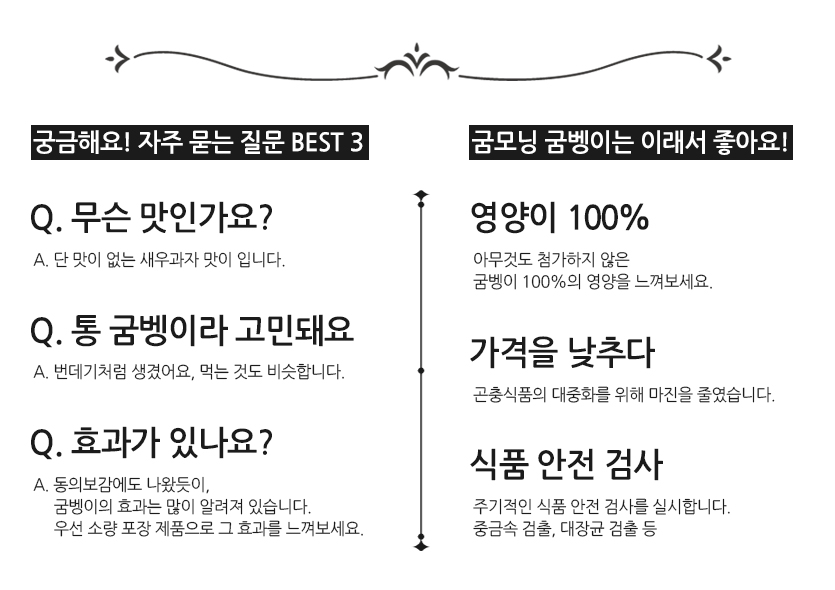 궁금해요! 자주 묻는 질문 BEST 3
Q. 무슨 맛인가요?
A. 단 맛이 없는 새우과자 맛이 입니다.
Q. 통 굼벵이라 고민돼요
A. 번데기처럼 생겼어요, 먹는 것도 비슷합니다.
Q. 효과가 있나요?
A. 동의보감에도 나왔듯이,
굼벵이의 효과는 많이 알려져 있습니다.
우선 소량 포장 제품으로 그 효과를 느껴보세요.
굼모닝 굼벵이는 이래서 좋아요!
영양이 100%
아무것도 첨가하지 않은
굼벵이 100%의 영양을 느껴보세요.
가격을 낮추다
곤충식품의 대중화를 위해 마진을 줄였습니다.
식품 안전 검사
주기적인 식품 안전 검사를 실시합니다.
중금속 검출, 대장균 검출 등